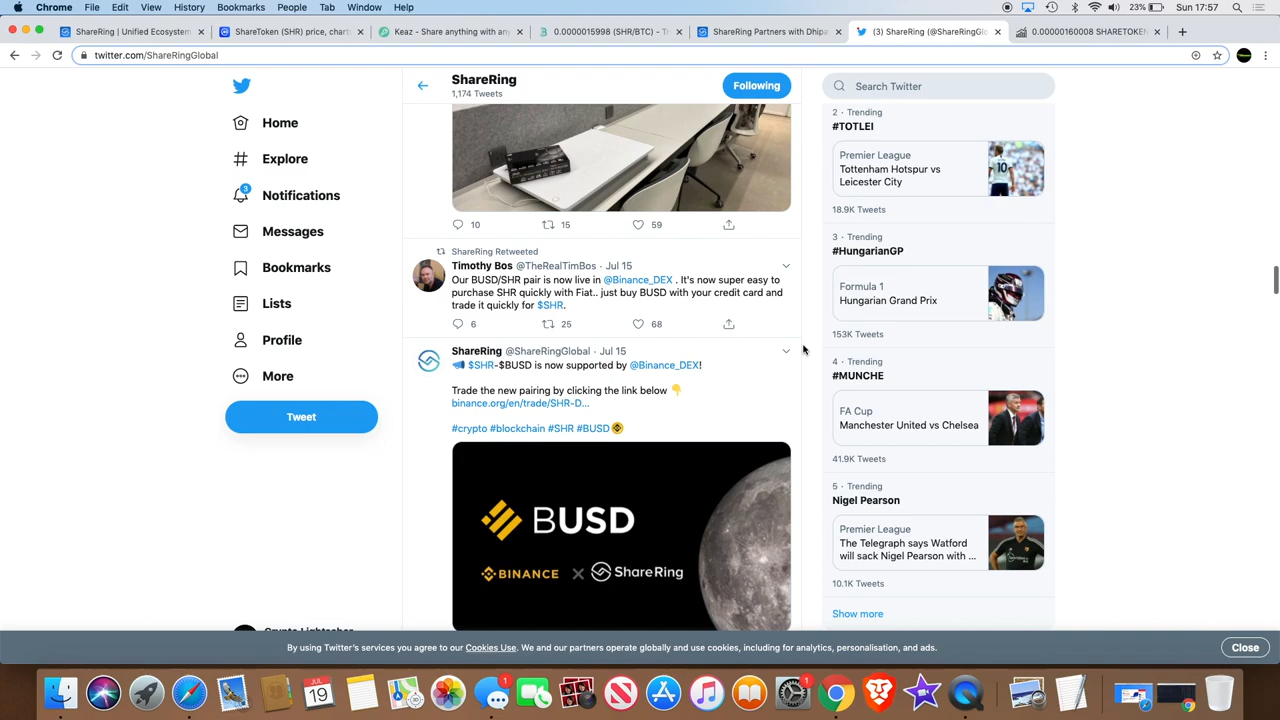 Chrome File Edit View History Bookmarks People Tab Window Help
23% Sun 17:57
ShareRing | Unified Ecosystem
ShareToken (SHR) price, chart
Keaz - Share anything with any
0.0000015998 (SHR/BTC) - T
ShareRing Partners with Dhipa
(3) ShareRing (@ShareRingGlo
0.00000160008 SHARETOKEN
twitter.com/ShareRingGlobal
ShareRing
1,174 Tweets
Following
Search Twitter
Home
Explore
3
Notifications
Messages
Bookmarks
Lists
Profile
More
Tweet
10 15 59
ShareRing Retweeted
Timothy Bos @TheRealTimBos · Jul 15
Our BUSD/SHR pair is now live in @Binance_DEX . It's now super easy to
purchase SHR quickly with Fiat.. just buy BUSD with your credit card and
trade it quickly for $SHR.
6 25 68
ShareRing @ShareRingGlobal · Jul 15
$SHR-$BUSD is now supported by @Binance_DEX!
Trade the new pairing by clicking the link below
binance.org/en/trade/SHR-D...
#crypto #blockchain #SHR #BUSD
BUSD
BINANCE X ShareRing
2 · Trending
#TOTLEI
Premier League
Tottenham Hotspur vs
Leicester City
18.9K Tweets
3 · Trending
#HungarianGP
Formula 1
Hungarian Grand Prix
153K Tweets
4 · Trending
#MUNCHE
FA Cup
Manchester United vs Chelsea
41.9K Tweets
5 · Trending
Nigel Pearson
Premier League
The Telegraph says Watford
will sack Nigel Pearson with ...
10.1K Tweets
Show more
By using Twitter's services you agree to our Cookies Use. We and our partners operate globally and use cookies, including for analytics, personalisation, and ads.
Close
JUL
19
1
1